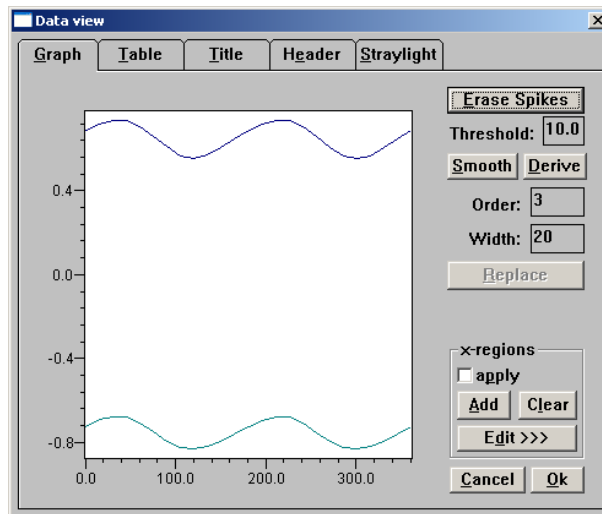 Data view
Graph Table Title Header Straylight
Erase Spikes
Threshold: 10.0
Smooth Derive
Order: 3
Width: 20
Replace
x-regions
apply
Add Clear
Edit >>>
Cancel Ok
0.4
0.0
-0.4
-0.8
0.0 100.0 200.0 300.0